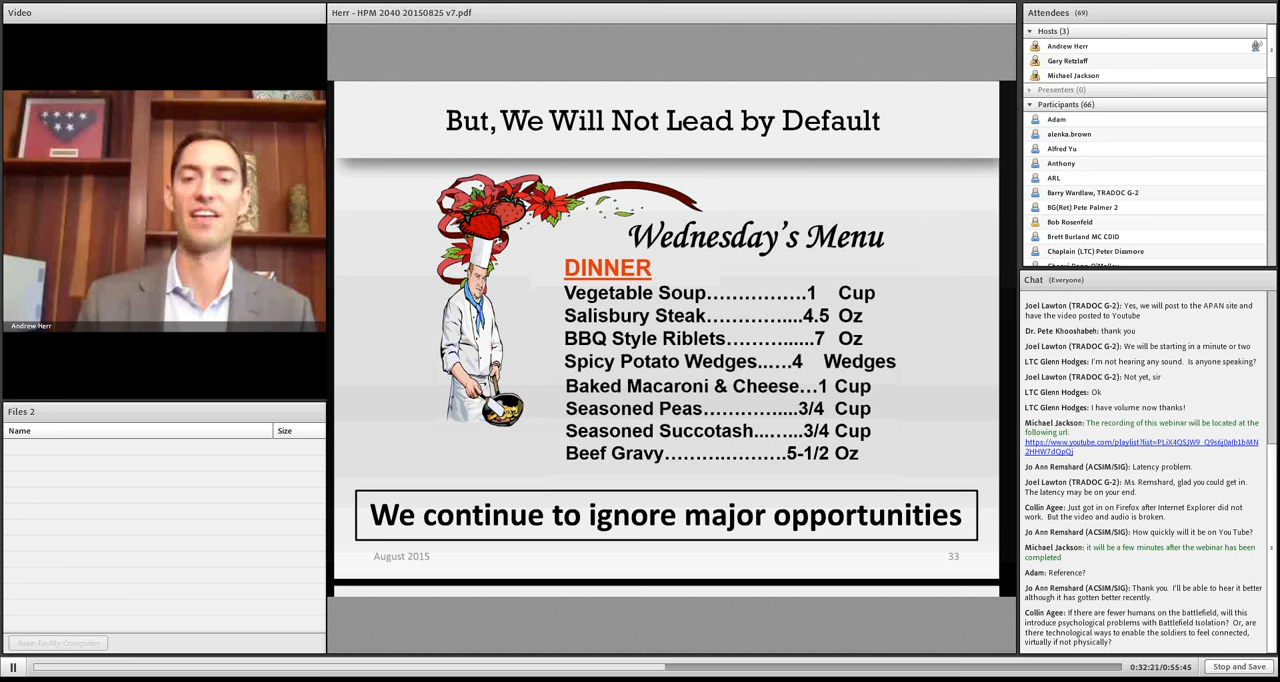 Video
Andrew Herr
Files 2
Name Size
Save To My Computer
Herr - HPM 2040 20150825 v7.pdf
But, We Will Not Lead by Default
Wednesday's Menu
DINNER
Vegetable Soup................1 Cup
Salisbury Steak................4.5 Oz
BBQ Style Riblets.............7 Oz
Spicy Potato Wedges......4 Wedges
Baked Macaroni & Cheese...1 Cup
Seasoned Peas................3/4 Cup
Seasoned Succotash.........3/4 Cup
Beef Gravy.....................5-1/2 Oz
We continue to ignore major opportunities
August 2015 33
Attendees (69)
Hosts (3)
Andrew Herr
Gary Retzlaff
Michael Jackson
Presenters (0)
Participants (66)
Adam
alenka.brown
Alfred Yu
Anthony
ARL
Barry Wardlaw, TRADOC G-2
BG(Ret) Pete Palmer 2
Bob Rosenfeld
Brett Burland MC CDID
Chaplain (LTC) Peter Dissmore
Chat (Everyone)
Joel Lawton (TRADOC G-2): Yes, we will post to the APAN site and
have the video posted to Youtube
Dr. Pete Khooshabeh: thank you
Joel Lawton (TRADOC G-2): We will be starting in a minute or two
LTC Glenn Hodges: I'm not hearing any sound. Is anyone speaking?
Joel Lawton (TRADOC G-2): Not yet, sir
LTC Glenn Hodges: Ok
LTC Glenn Hodges: I have volume now thanks!
Michael Jackson: The recording of this webinar will be located at the
following url:
Jo Ann Remshard (ACSIM/SIG): Latency problem.
Joel Lawton (TRADOC G-2): Ms. Remshard, glad you could get in.
The latency may be on your end.
Collin Agee: Just got in on Firefox after Internet Explorer did not
work. But the video and audio is broken.
Jo Ann Remshard (ACSIM/SIG): How quickly will it be on You Tube?
Michael Jackson: it will be a few minutes after the webinar has been
completed
Adam: Reference?
Jo Ann Remshard (ACSIM/SIG): Thank you. I'll be able to hear it better
although it has gotten better recently.
Collin Agee: If there are fewer humans on the battlefield, will this
introduce psychological problems with Battlefield Isolation? Or, are
there technological ways to enable the soldiers to feel connected,
virtually if not physically?
0:32:21/0:55:45 Stop and Save